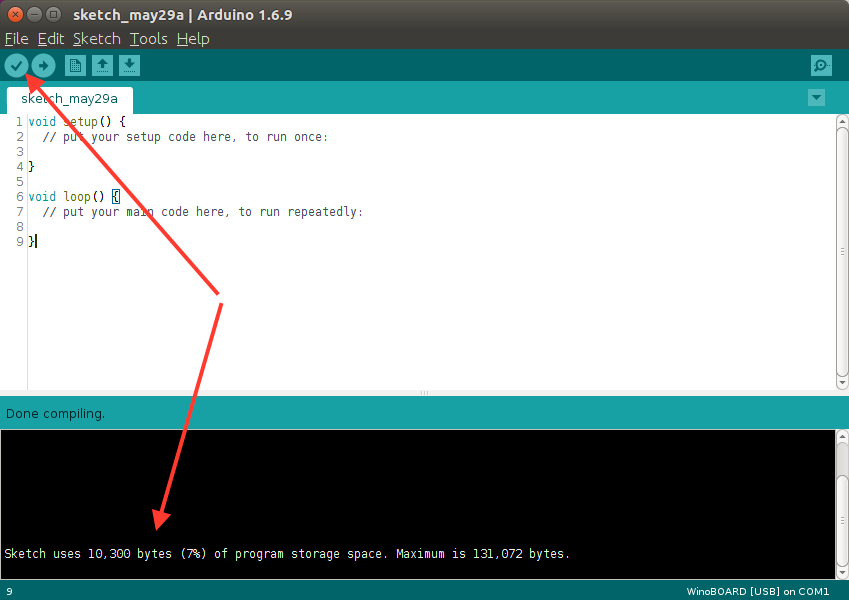 sketch_may29a | Arduino 1.6.9
File Edit Sketch Tools Help
sketch_may29a
1 void setup() {
2 // put your setup code here, to run once:
3
4 }
5
6 void loop() {
7 // put your main code here, to run repeatedly:
8
9 }
Done compiling.
Sketch uses 10,300 bytes (7%) of program storage space. Maximum is 131,072 bytes.
9 WinoBOARD [USB] on COM1